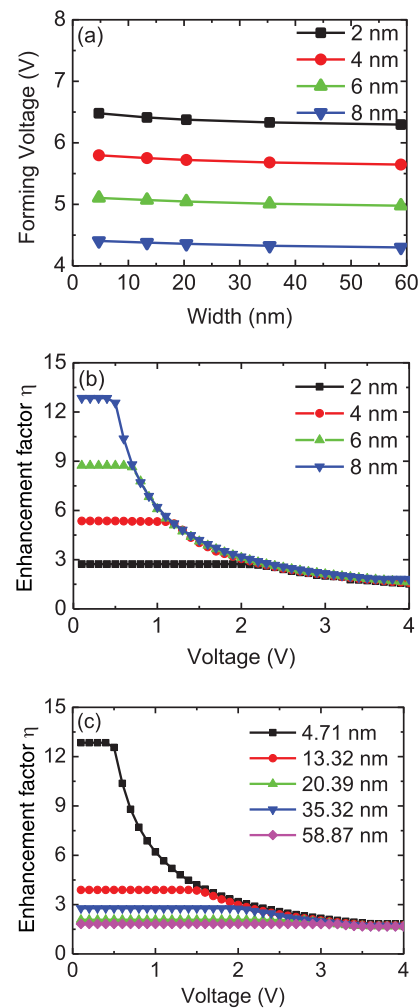 (a)
2 nm
4 nm
6 nm
8 nm
Forming Voltage (V)
8
7
6
5
4
0 10 20 30 40 50 60
Width (nm)
(b)
2 nm
4 nm
6 nm
8 nm
Enhancement factor η
15
12
9
6
3
0
0 1 2 3 4
Voltage (V)
(c)
4.71 nm
13.32 nm
20.39 nm
35.32 nm
58.87 nm
Enhancement factor η
15
12
9
6
3
0
0 1 2 3 4
Voltage (V)